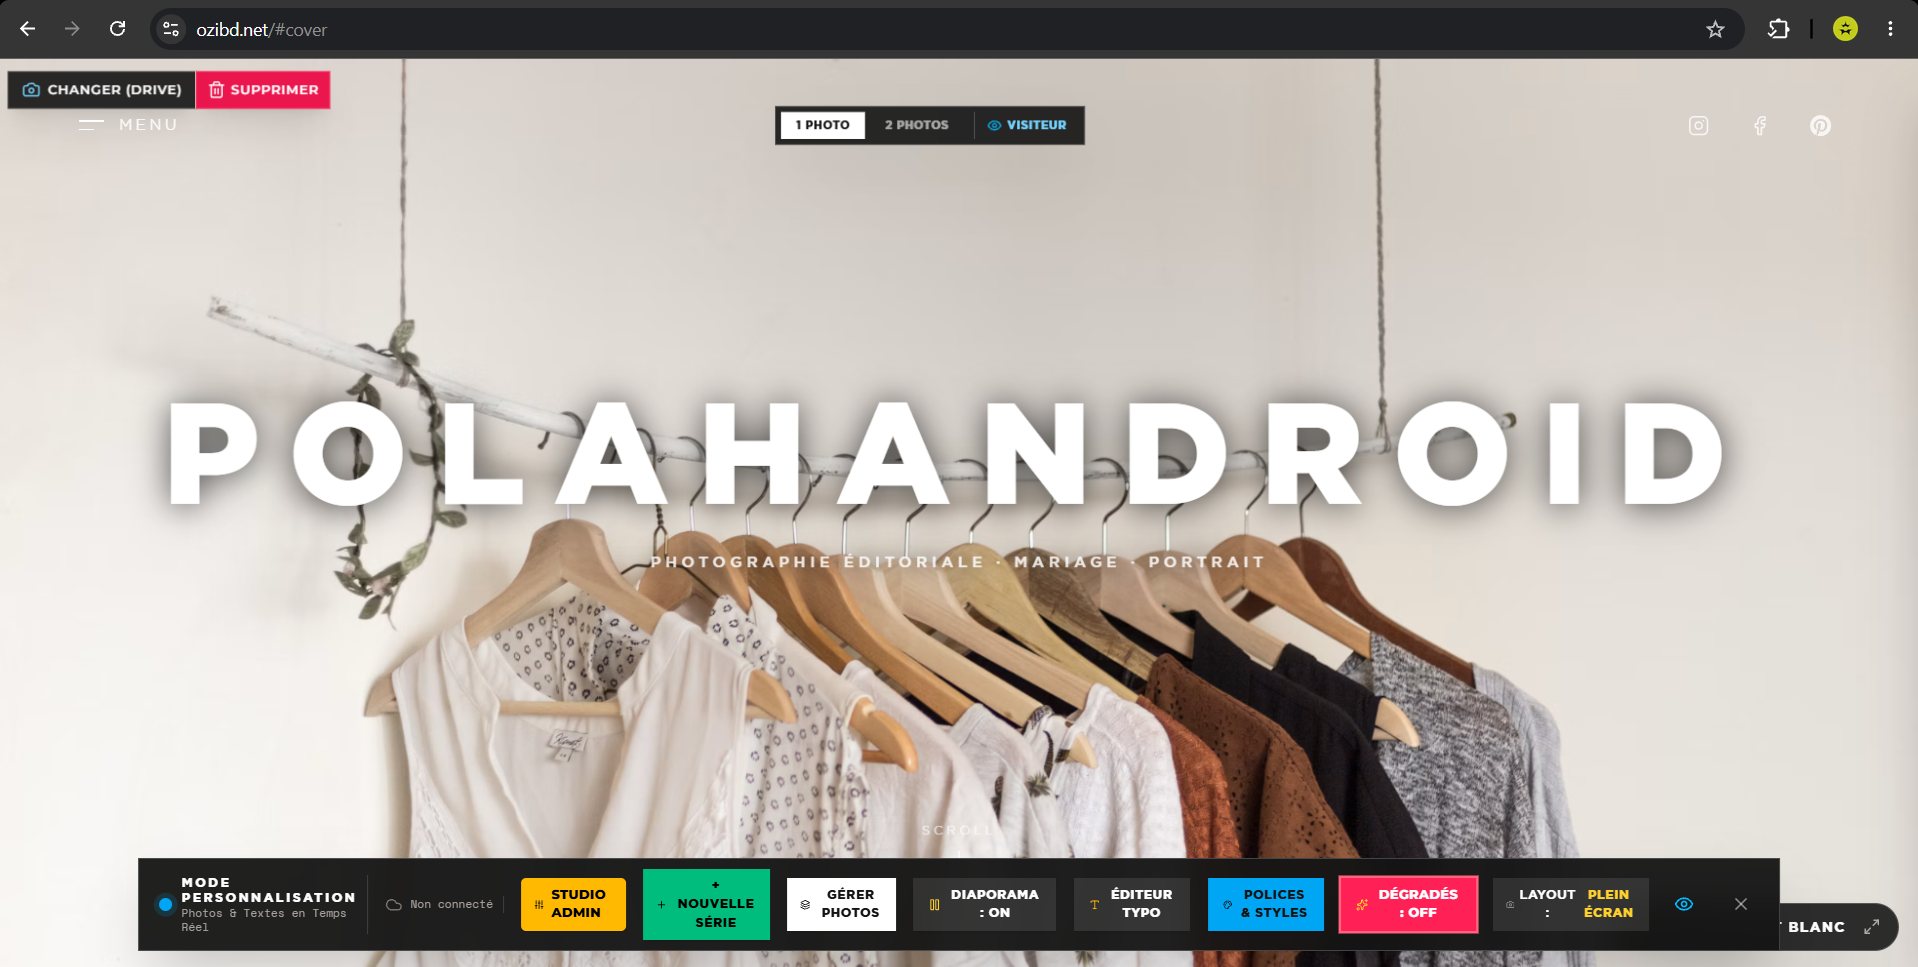 ozibd.net/#cover
CHANGER (DRIVE)
SUPPRIMER
MENU
1 PHOTO
2 PHOTOS
VISITEUR
POLAHANDROID
PHOTOGRAPHIE ÉDITORIALE · MARIAGE · PORTRAIT
SCROLL
MODE
PERSONNALISATION
Photos & Textes en Temps
Réel
Non connecté
STUDIO
ADMIN
+
NOUVELLE
SÉRIE
GÉRER
PHOTOS
DIAPORAMA
: ON
ÉDITEUR
TYPO
POLICES
& STYLES
DÉGRADÉS
: OFF
LAYOUT
:
PLEIN
ÉCRAN
BLANC